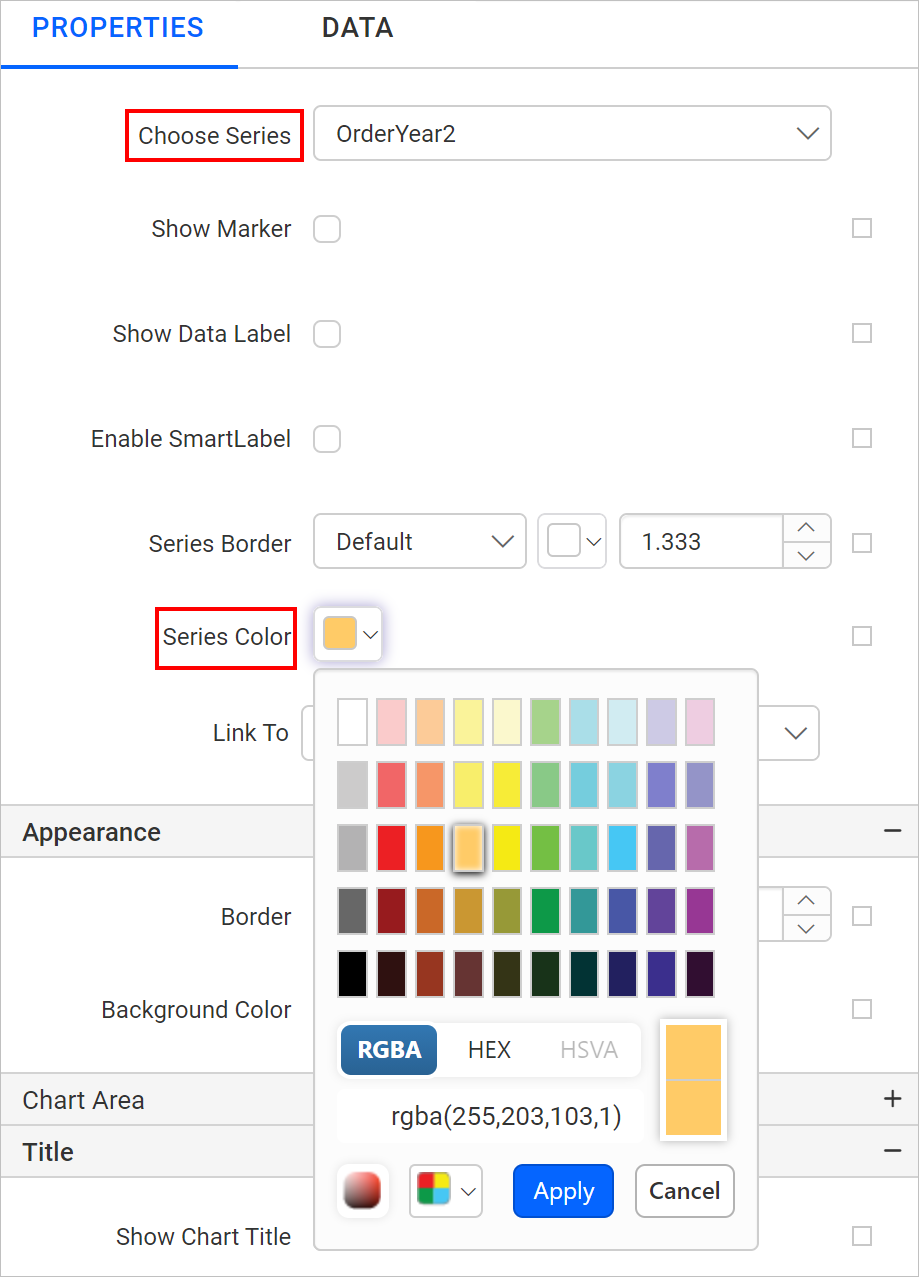 PROPERTIES DATA
Choose Series OrderYear2
Show Marker
Show Data Label
Enable SmartLabel
Series Border Default 1.333
Series Color
Link To
Appearance
Border
Background Color
RGBA HEX HSVA
Chart Area
rgba(255,203,103,1)
Title
Apply Cancel
Show Chart Title